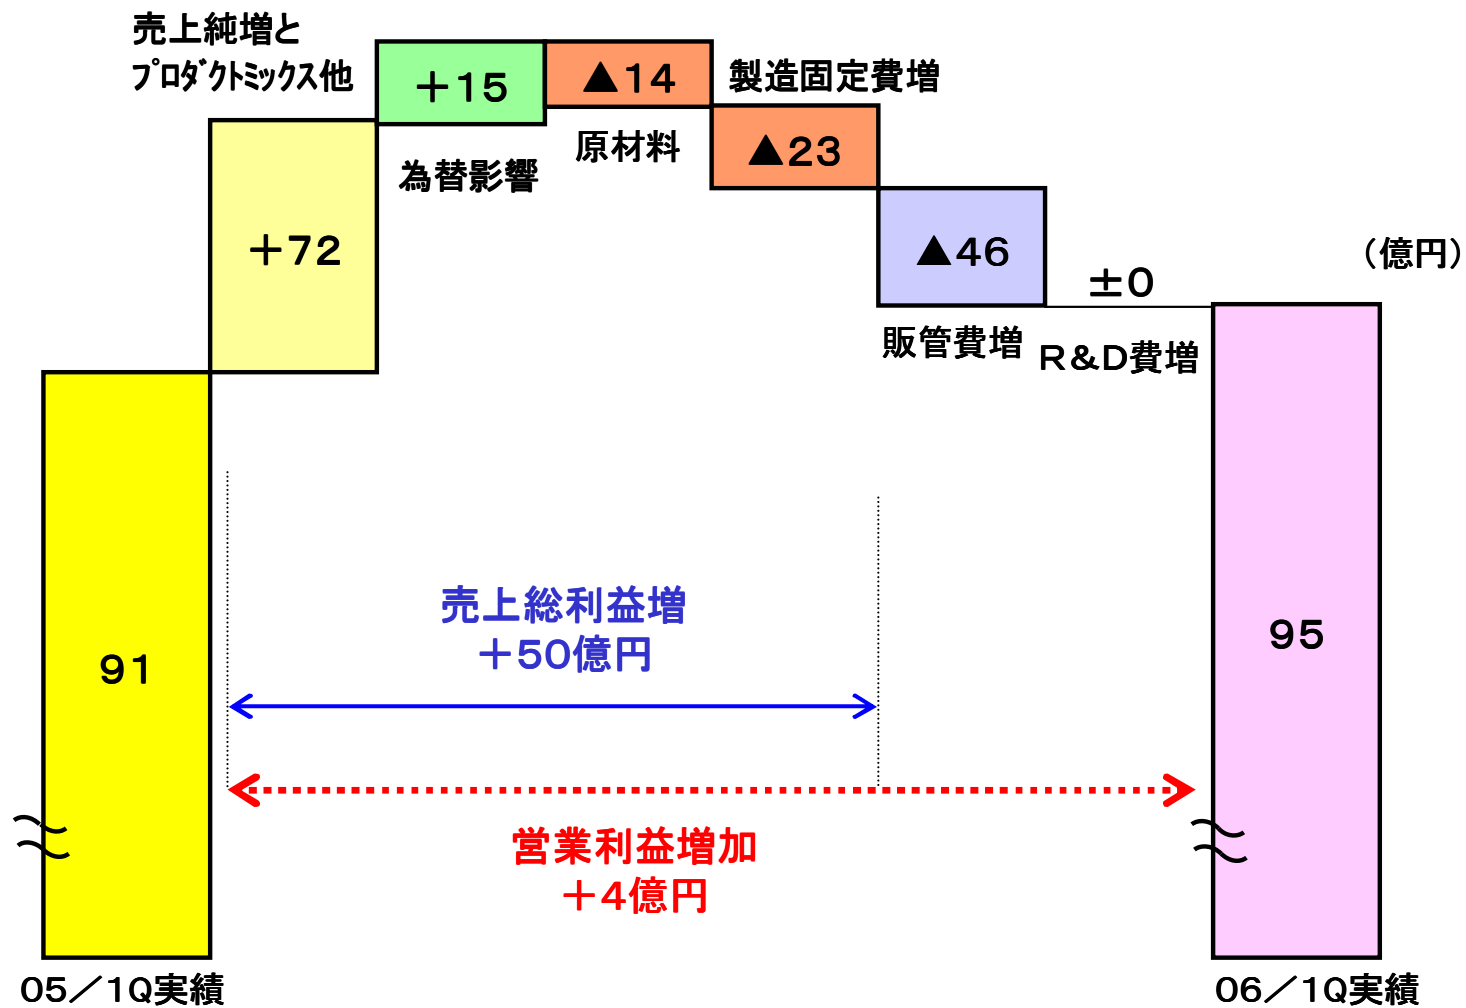 売上純増と
ﾌﾟﾛﾀﾞｸﾄﾐｯｸｽ他
＋15
▲14
製造固定費増
原材料
▲23
為替影響
＋72
▲46
±0
（億円）
販管費増
R＆D費増
売上総利益増
＋50億円
91
95
営業利益増加
＋4億円
05／1Q実績
06／1Q実績